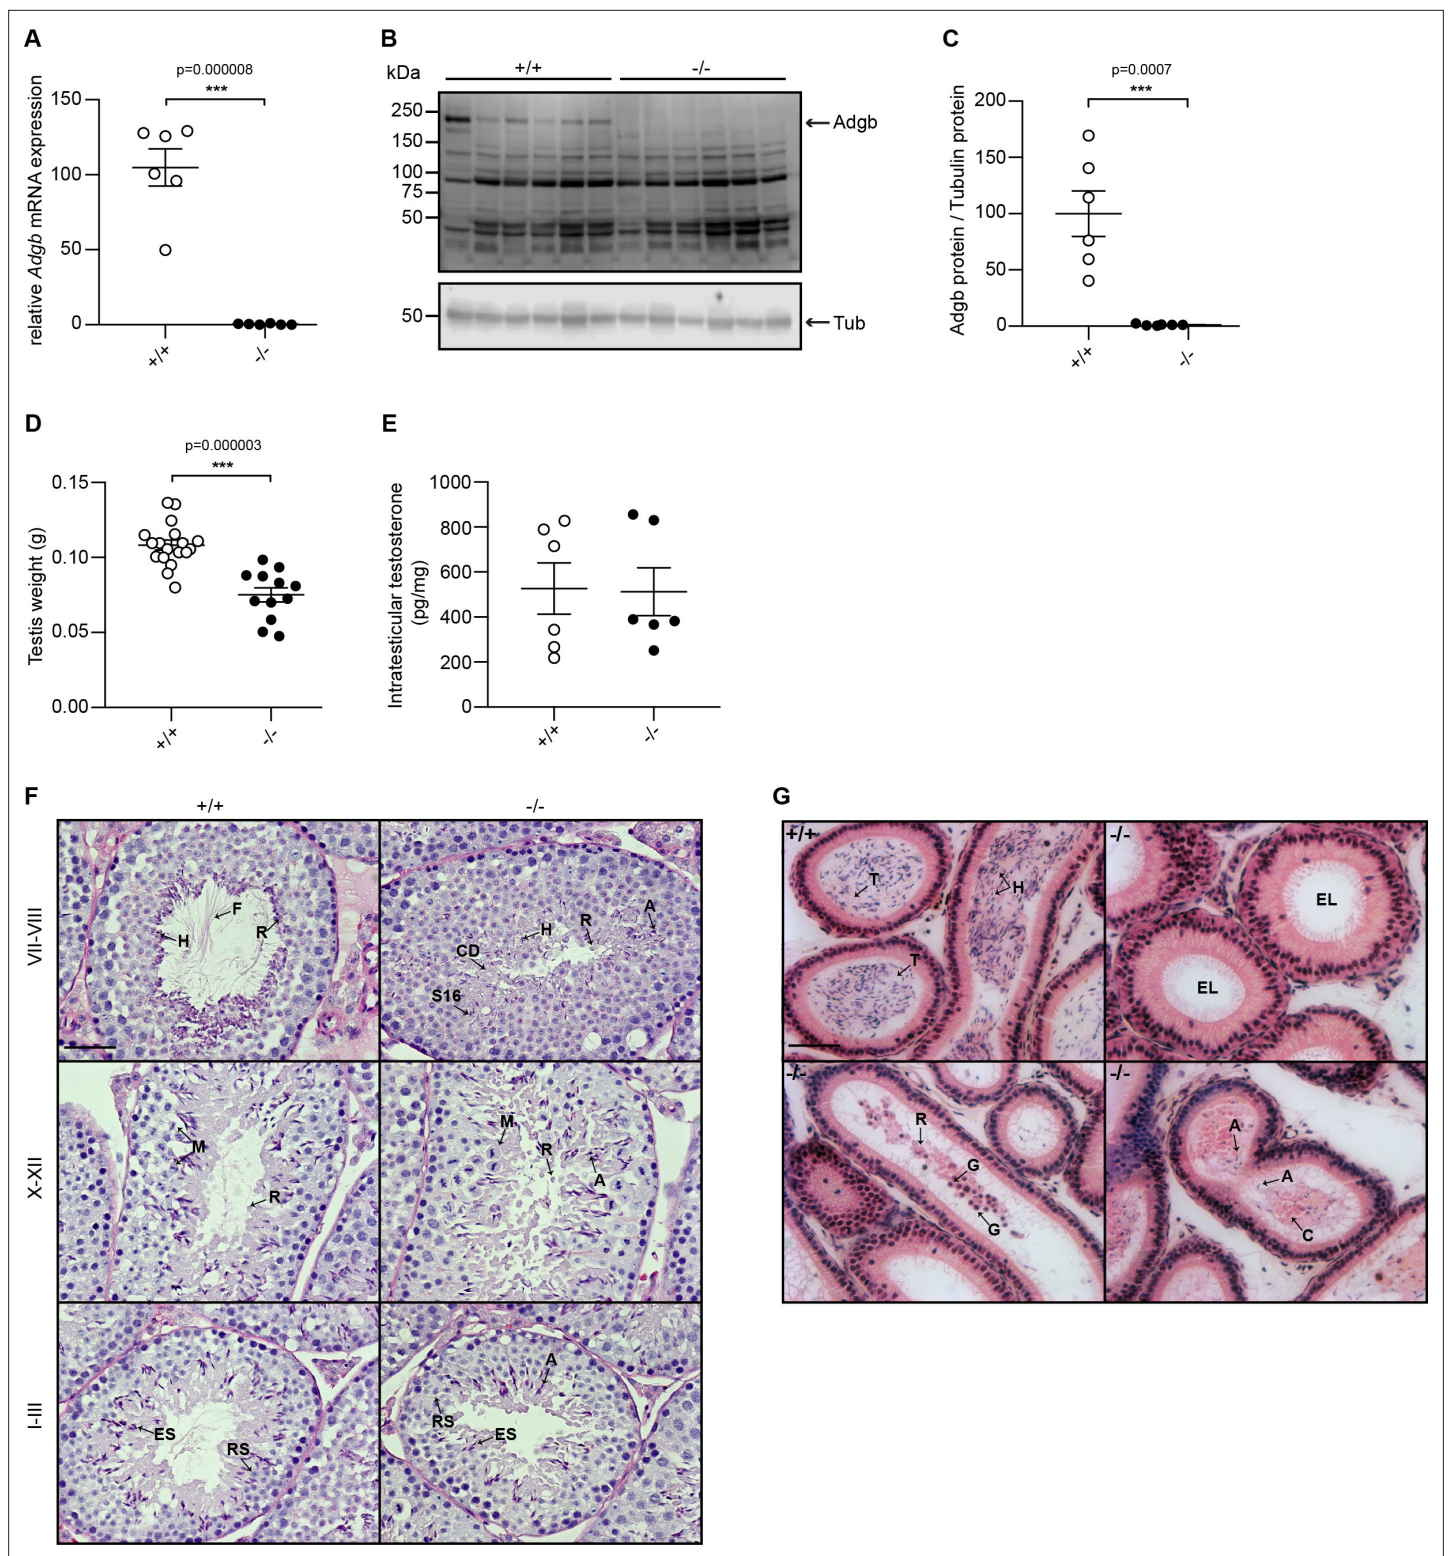 A
p=0.000008
***
relative Adgb mRNA expression
150
100
50
0
+/+
-/-
B
kDa
+/+
-/-
250
150
100
75
50
Adgb
50
Tub
C
p=0.0007
***
Adgb protein / Tubulin protein
200
150
100
50
0
+/+
-/-
D
p=0.000003
***
Testis weight (g)
0.15
0.10
0.05
0.00
+/+
-/-
E
Intratesticular testosterone
(pg/mg)
1000
800
600
400
200
0
+/+
-/-
F
+/+
-/-
VII-VIII
F
H
R
A
R
H
CD
S16
X-XII
M
R
M
R
A
I-III
ES
RS
A
RS
ES
G
+/+
T
H
T
-/-
EL
EL
-/-
R
G
G
-/-
A
A
C